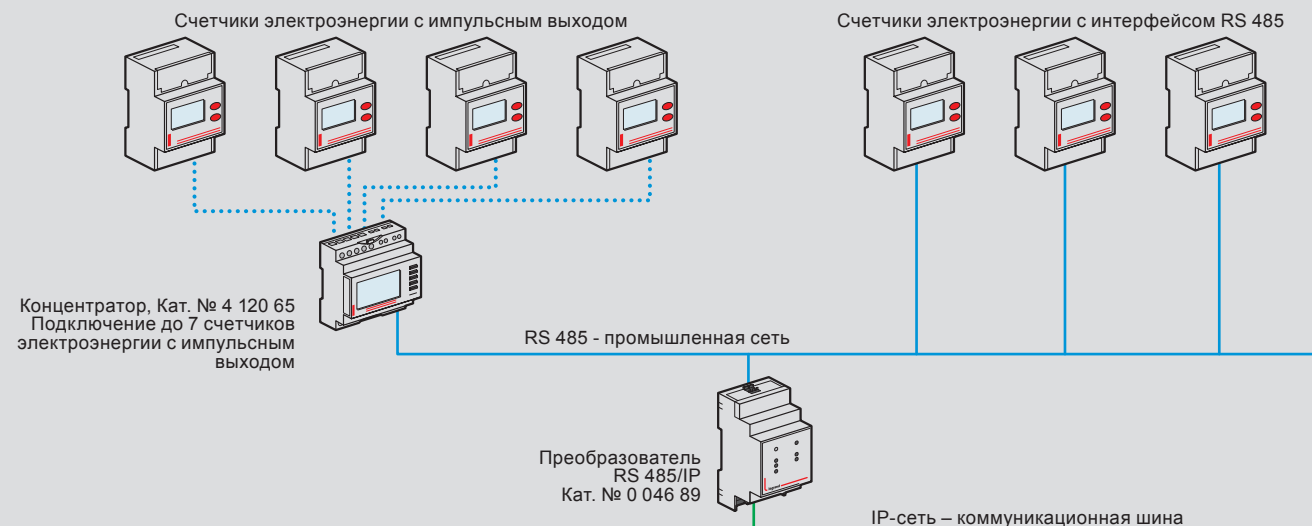 Счетчики электроэнергии с импульсным выходом
Счетчики электроэнергии с интерфейсом RS 485
Концентратор, Кат. № 4 120 65
Подключение до 7 счетчиков
электроэнергии с импульсным
выходом
RS 485 - промышленная сеть
Преобразователь
RS 485/IP
Кат. № 0 046 89
legrand
IP-сеть – коммуникационная шина